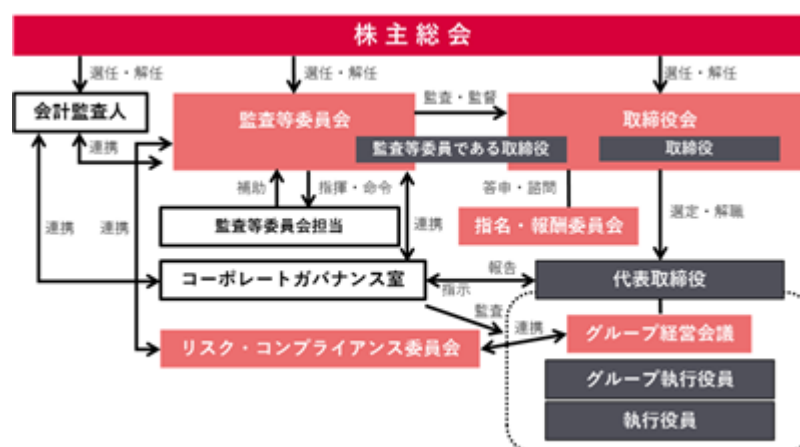 株主総会
選任・解任
選任・解任
選任・解任
会計監査人
監査等委員会
監査・監督
取締役会
連携
監査等委員である取締役
取締役
補助
指揮・命令
答申・諮問
連携
連携
監査等委員会担当
連携
指名・報酬委員会
選定・解職
コーポレートガバナンス室
報告
指示
代表取締役
監査
連携
グループ経営会議
リスク・コンプライアンス委員会
グループ執行役員
執行役員